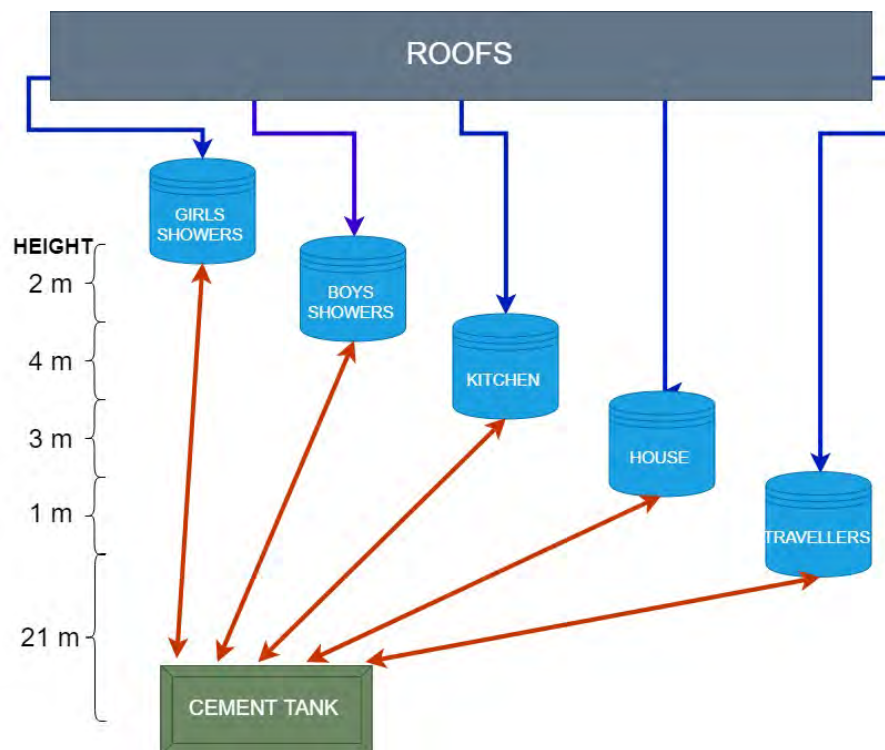 ROOFS
GIRLS
SHOWERS
HEIGHT
2 m
BOYS
SHOWERS
4 m
KITCHEN
3 m
HOUSE
1 m
TRAVELLERS
21 m
CEMENT TANK